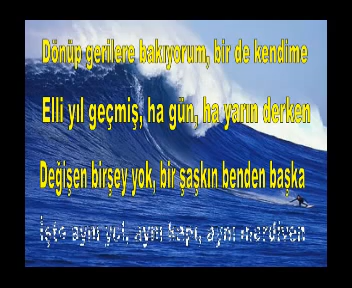 Dönüp gerilere bakıyorum, bir de kendime
Elli yıl geçmiş, ha gün, ha yarın derken
Değişen birşey yok, bir şaşkın benden başka
İşte aynı yol, aynı kapı, aynı merdiven